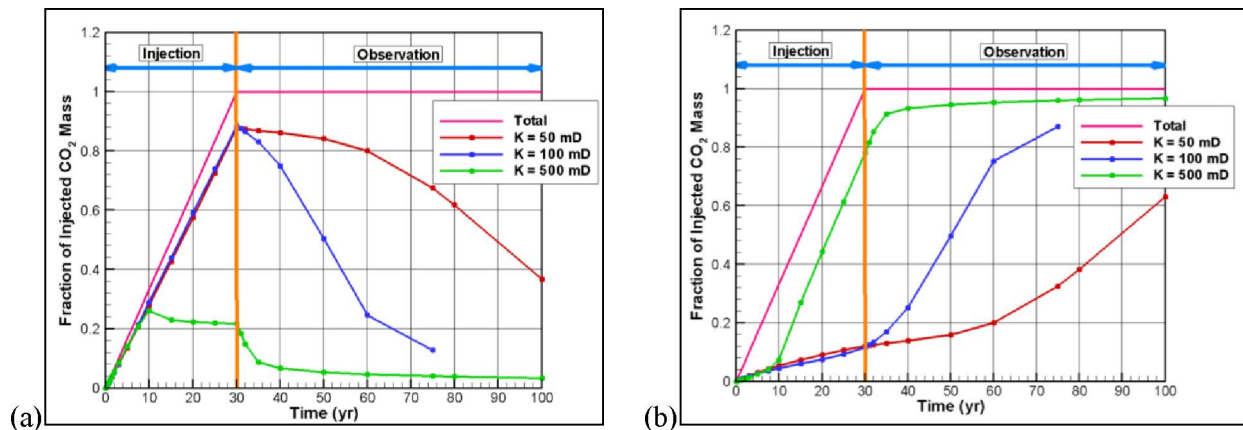 1.2
Injection
Observation
1
0.8
0.6
0.4
0.2
0
Fraction of Injected CO₂ Mass
Total
K = 50 mD
K = 100 mD
K = 500 mD
0 10 20 30 40 50 60 70 80 90 100
Time (yr)
(a)
1.2
Injection
Observation
1
0.8
0.6
0.4
0.2
0
Fraction of Injected CO₂ Mass
Total
K = 50 mD
K = 100 mD
K = 500 mD
0 10 20 30 40 50 60 70 80 90 100
Time (yr)
(b)